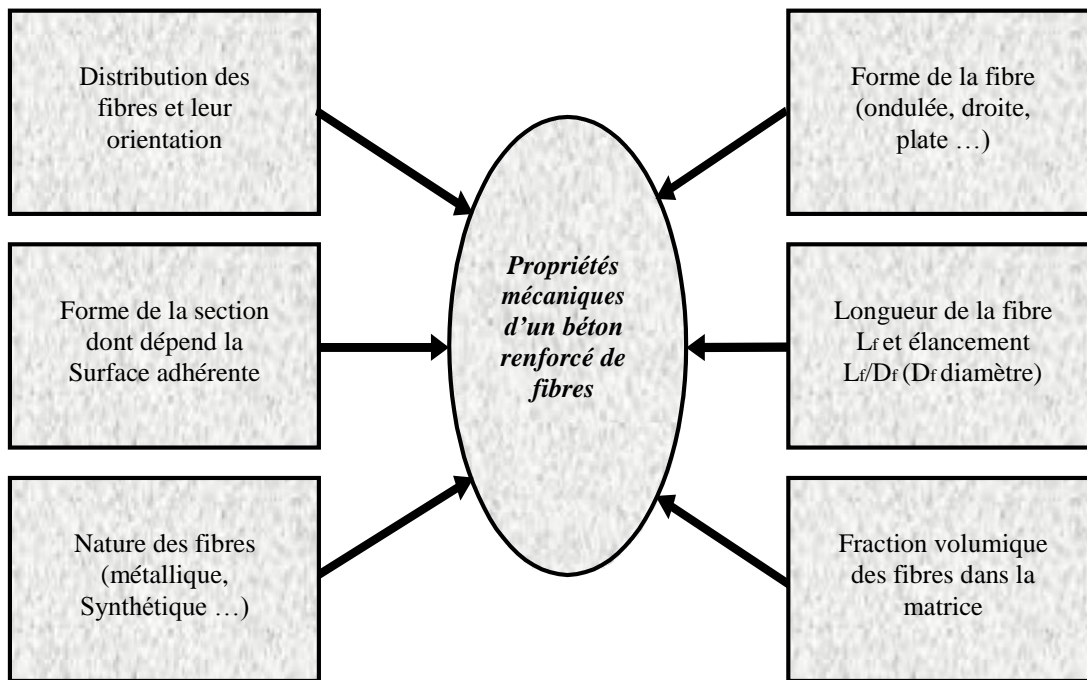 Distribution des
fibres et leur
orientation
Forme de la section
dont dépend la
Surface adhérente
Nature des fibres
(métallique,
Synthétique …)
Propriétés
mécaniques
d’un béton
renforcé de
fibres
Forme de la fibre
(ondulée, droite,
plate …)
Longueur de la fibre
Lf et élancement
Lf/Df (Df diamètre)
Fraction volumique
des fibres dans la
matrice